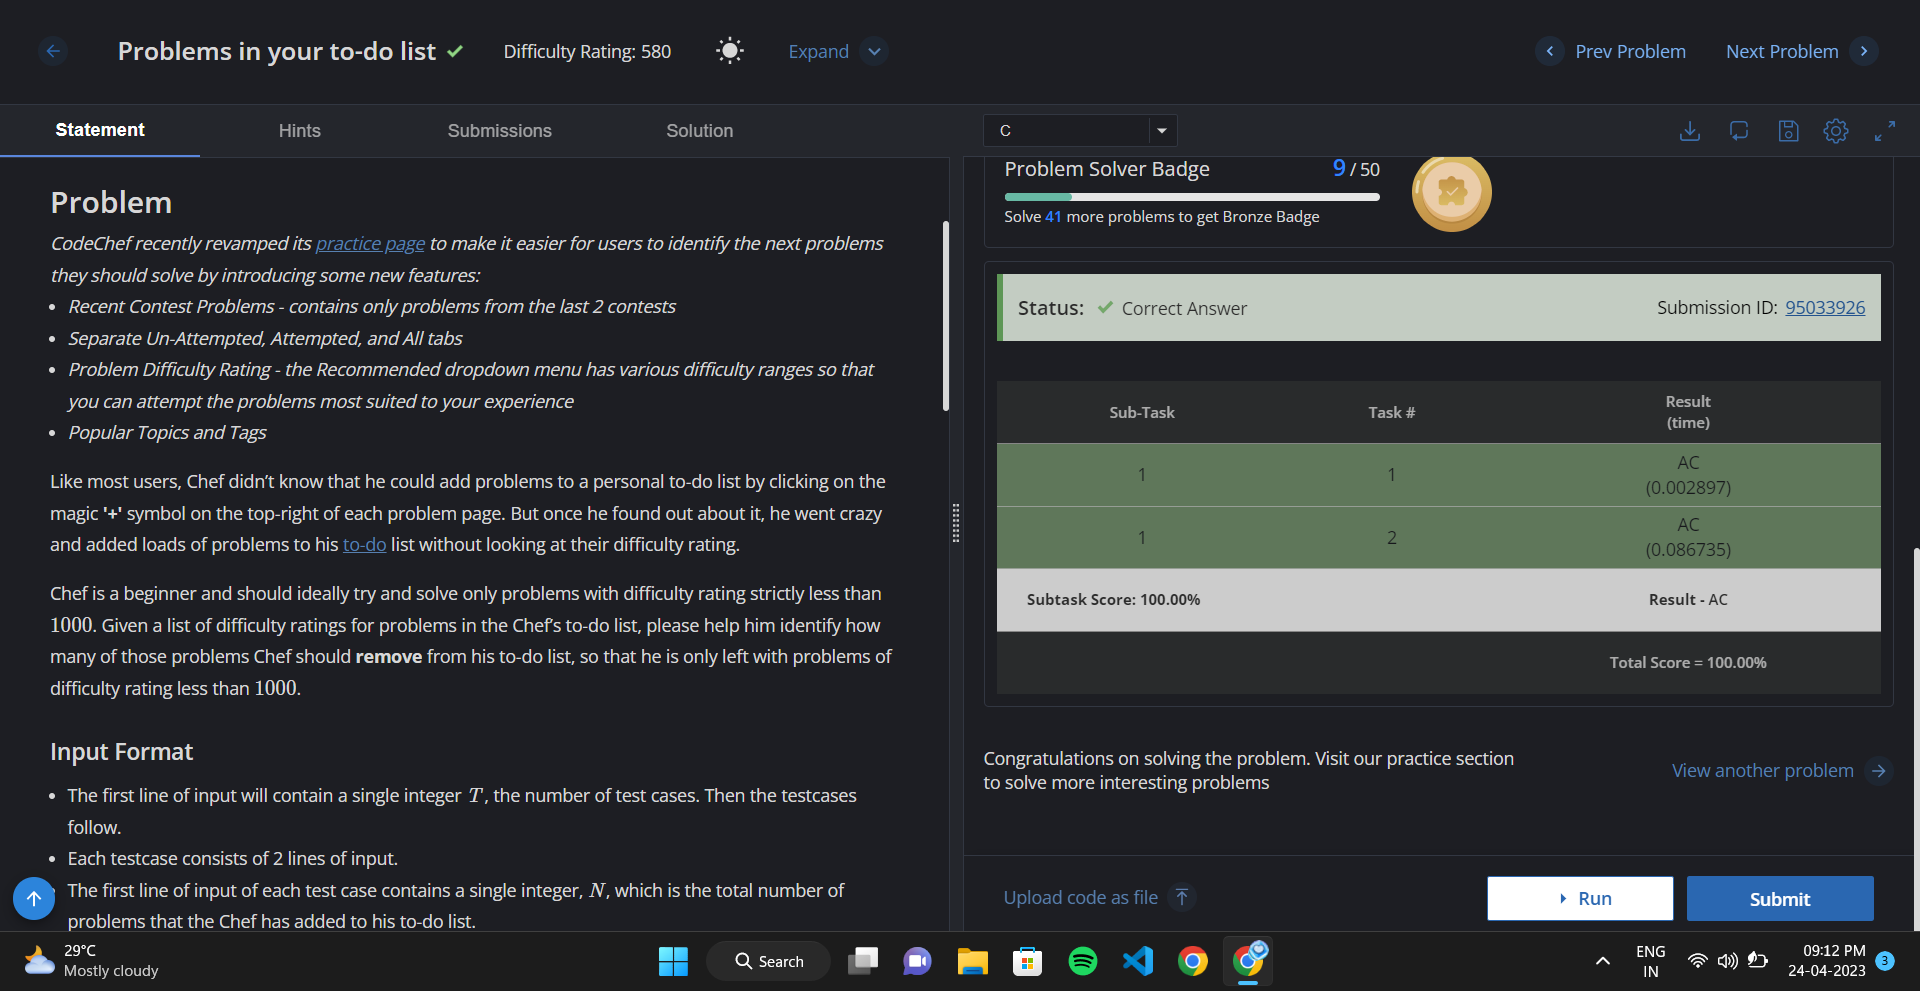 Problems in your to-do list
Difficulty Rating: 580
Expand
Prev Problem
Next Problem
Statement
Hints
Submissions
Solution
Problem
CodeChef recently revamped its practice page to make it easier for users to identify the next problems
they should solve by introducing some new features:
• Recent Contest Problems - contains only problems from the last 2 contests
• Separate Un-Attempted, Attempted, and All tabs
• Problem Difficulty Rating - the Recommended dropdown menu has various difficulty ranges so that
you can attempt the problems most suited to your experience
• Popular Topics and Tags
Like most users, Chef didn’t know that he could add problems to a personal to-do list by clicking on the
magic '+' symbol on the top-right of each problem page. But once he found out about it, he went crazy
and added loads of problems to his to-do list without looking at their difficulty rating.
Chef is a beginner and should ideally try and solve only problems with difficulty rating strictly less than
1000. Given a list of difficulty ratings for problems in the Chef’s to-do list, please help him identify how
many of those problems Chef should remove from his to-do list, so that he is only left with problems of
difficulty rating less than 1000.
Input Format
• The first line of input will contain a single integer T, the number of test cases. Then the testcases
follow.
• Each testcase consists of 2 lines of input.
• The first line of input of each test case contains a single integer, N, which is the total number of
problems that the Chef has added to his to-do list.
C
Problem Solver Badge
9 / 50
Solve 41 more problems to get Bronze Badge
Status: Correct Answer
Submission ID: 95033926
Sub-Task
Task #
Result
(time)
1
1
AC
(0.002897)
1
2
AC
(0.086735)
Subtask Score: 100.00%
Result - AC
Total Score = 100.00%
Congratulations on solving the problem. Visit our practice section
to solve more interesting problems
View another problem
Upload code as file
Run
Submit
29°C
Mostly cloudy
Search
ENG
IN
09:12 PM
24-04-2023
3